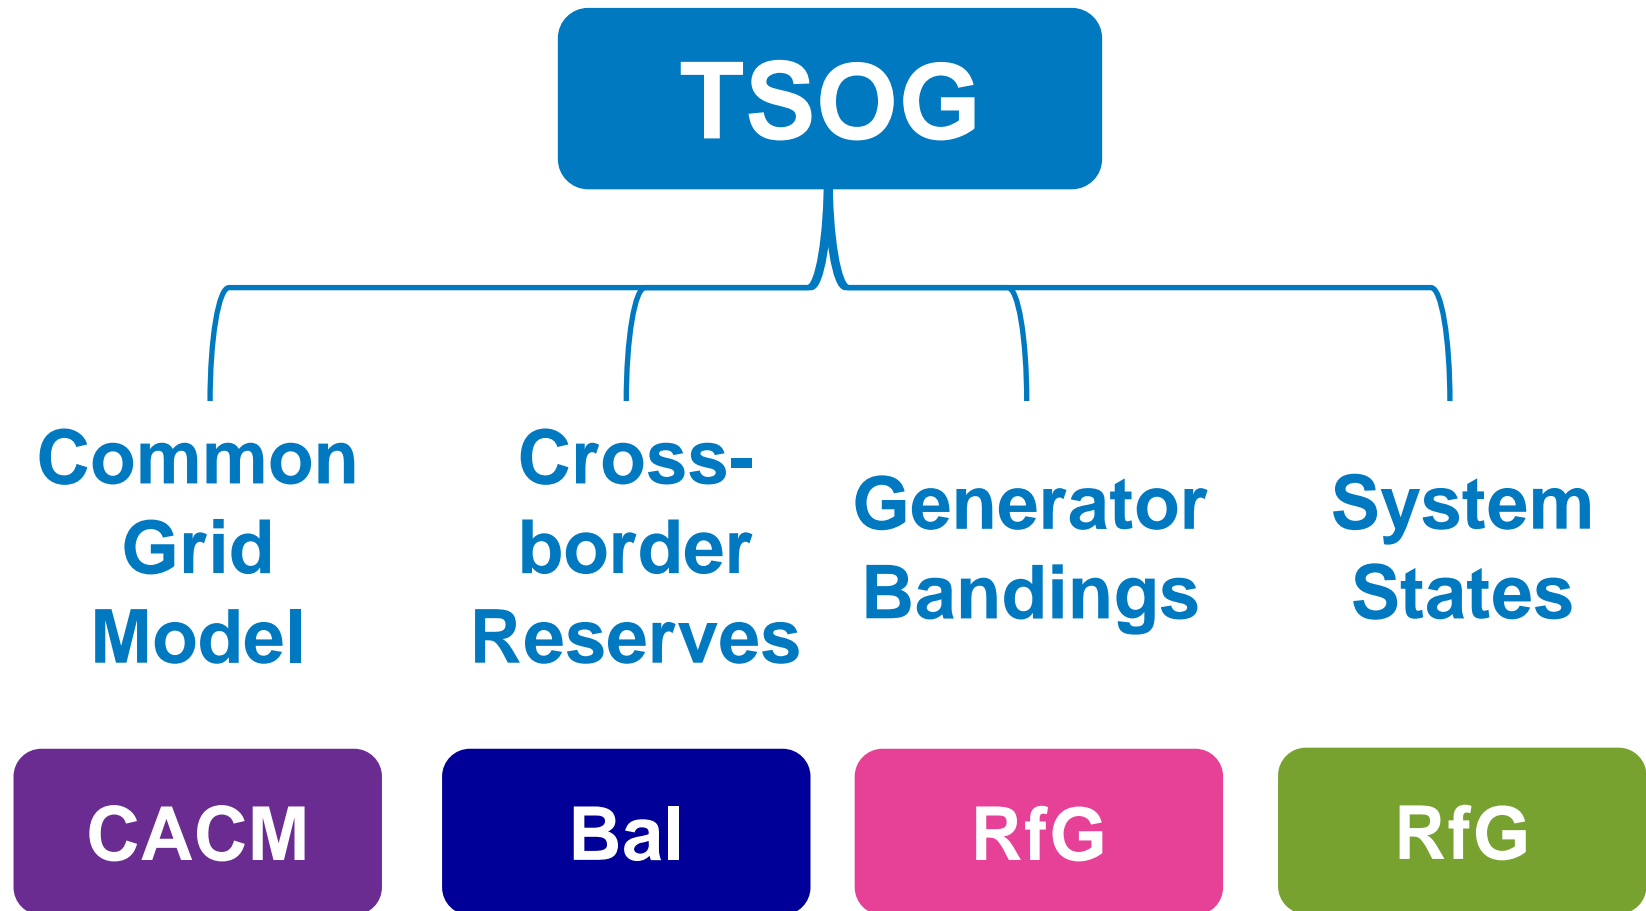 TSOG
Common
Grid
Model
Cross-
border
Reserves
Generator
Bandings
System
States
CACM
Bal
RfG
RfG